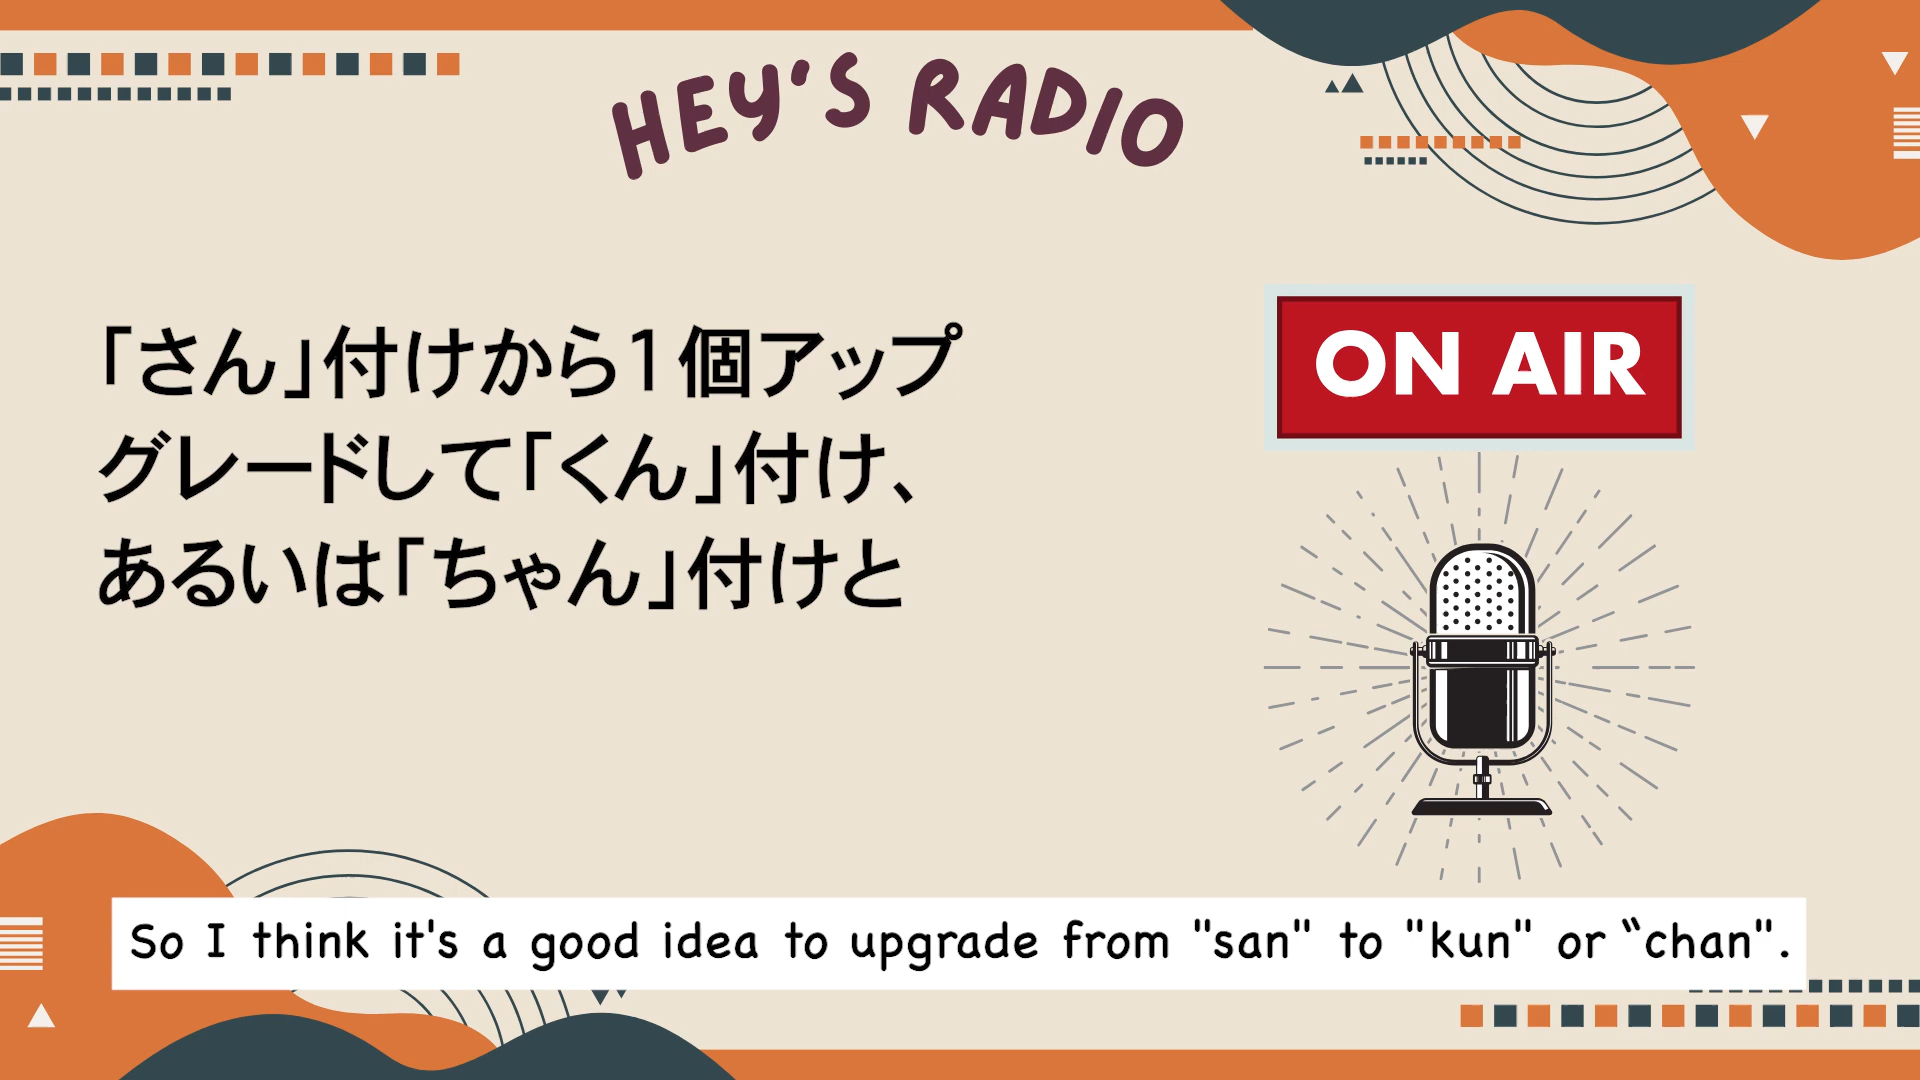 HEY'S RADIO
「さん」付けから1個アップ
グレードして「くん」付け、
あるいは「ちゃん」付けと
ON AIR
So I think it's a good idea to upgrade from "san" to "kun" or “chan".